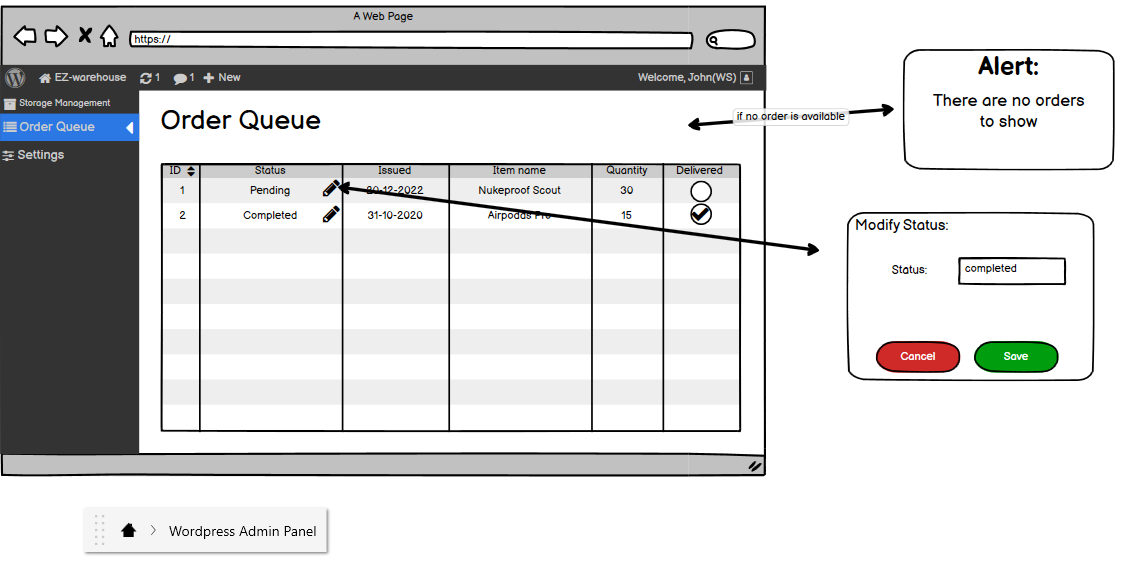 A Web Page
https://
EZ-warehouse 1 1 New Welcome, John(WS)
Storage Management
Order Queue
Settings
Order Queue
ID Status Issued Item name Quantity Delivered
1 Pending 20-12-2022 Nukeproof Scout 30
2 Completed 31-10-2020 Airpodds Pro 15
if no order is available
Alert:
There are no orders
to show
Modify Status:
Status: completed
Cancel Save
Wordpress Admin Panel